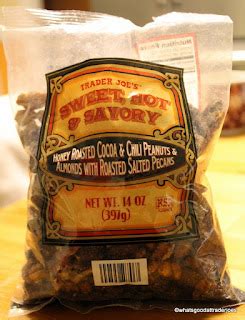 TRADER JOE'S
SWEET, HOT
& SAVORY
HONEY ROASTED COCOA & CHILI PEANUTS &
ALMONDS WITH ROASTED SALTED PECANS
NET WT. 14 OZ
(397g)
©whatsgoodattraderjoes